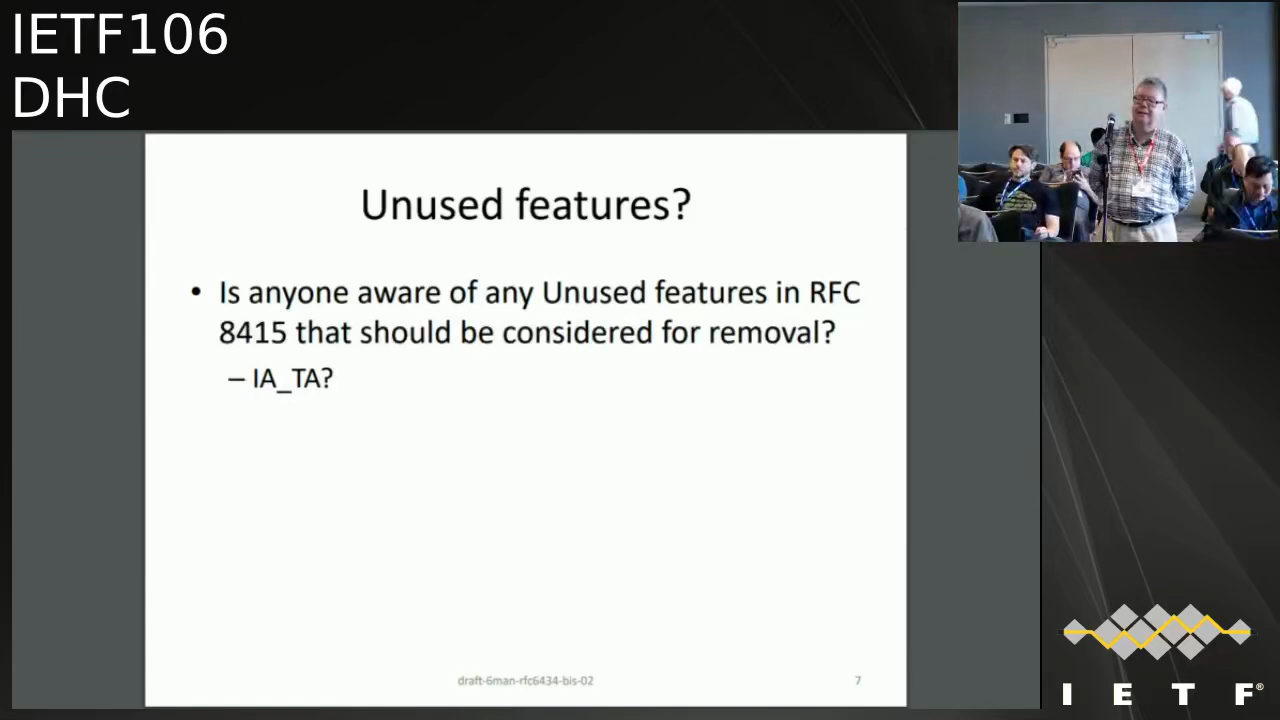 IETF106
DHC
Unused features?
• Is anyone aware of any Unused features in RFC
8415 that should be considered for removal?
– IA_TA?
draft-6man-rfc6434-bis-02
7
I E T F®